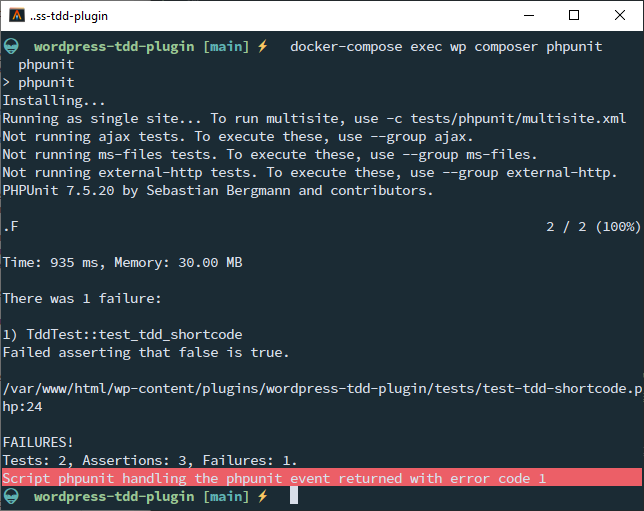 ..ss-tdd-plugin
wordpress-tdd-plugin [main] ⚡ docker-compose exec wp composer phpunit
phpunit
> phpunit
Installing...
Running as single site... To run multisite, use -c tests/phpunit/multisite.xml
Not running ajax tests. To execute these, use --group ajax.
Not running ms-files tests. To execute these, use --group ms-files.
Not running external-http tests. To execute these, use --group external-http.
PHPUnit 7.5.20 by Sebastian Bergmann and contributors.
.F 2 / 2 (100%)
Time: 935 ms, Memory: 30.00 MB
There was 1 failure:
1) TddTest::test_tdd_shortcode
Failed asserting that false is true.
/var/www/html/wp-content/plugins/wordpress-tdd-plugin/tests/test-tdd-shortcode.p
hp:24
FAILURES!
Tests: 2, Assertions: 3, Failures: 1.
Script phpunit handling the phpunit event returned with error code 1
wordpress-tdd-plugin [main] ⚡